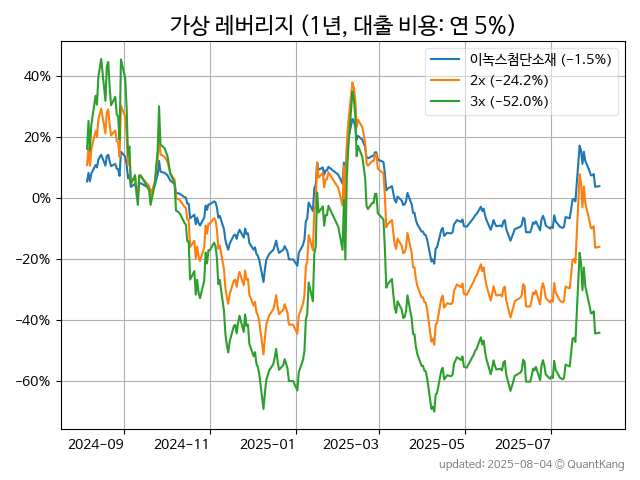 가상 레버리지 (1년, 대출 비용: 연 5%)
이녹스첨단소재 (−1.5%)
2x (−24.2%)
3x (−52.0%)
40%
20%
0%
−20%
−40%
−60%
2024-09 2024-11 2025-01 2025-03 2025-05 2025-07
updated: 2025-08-04 © QuantKang